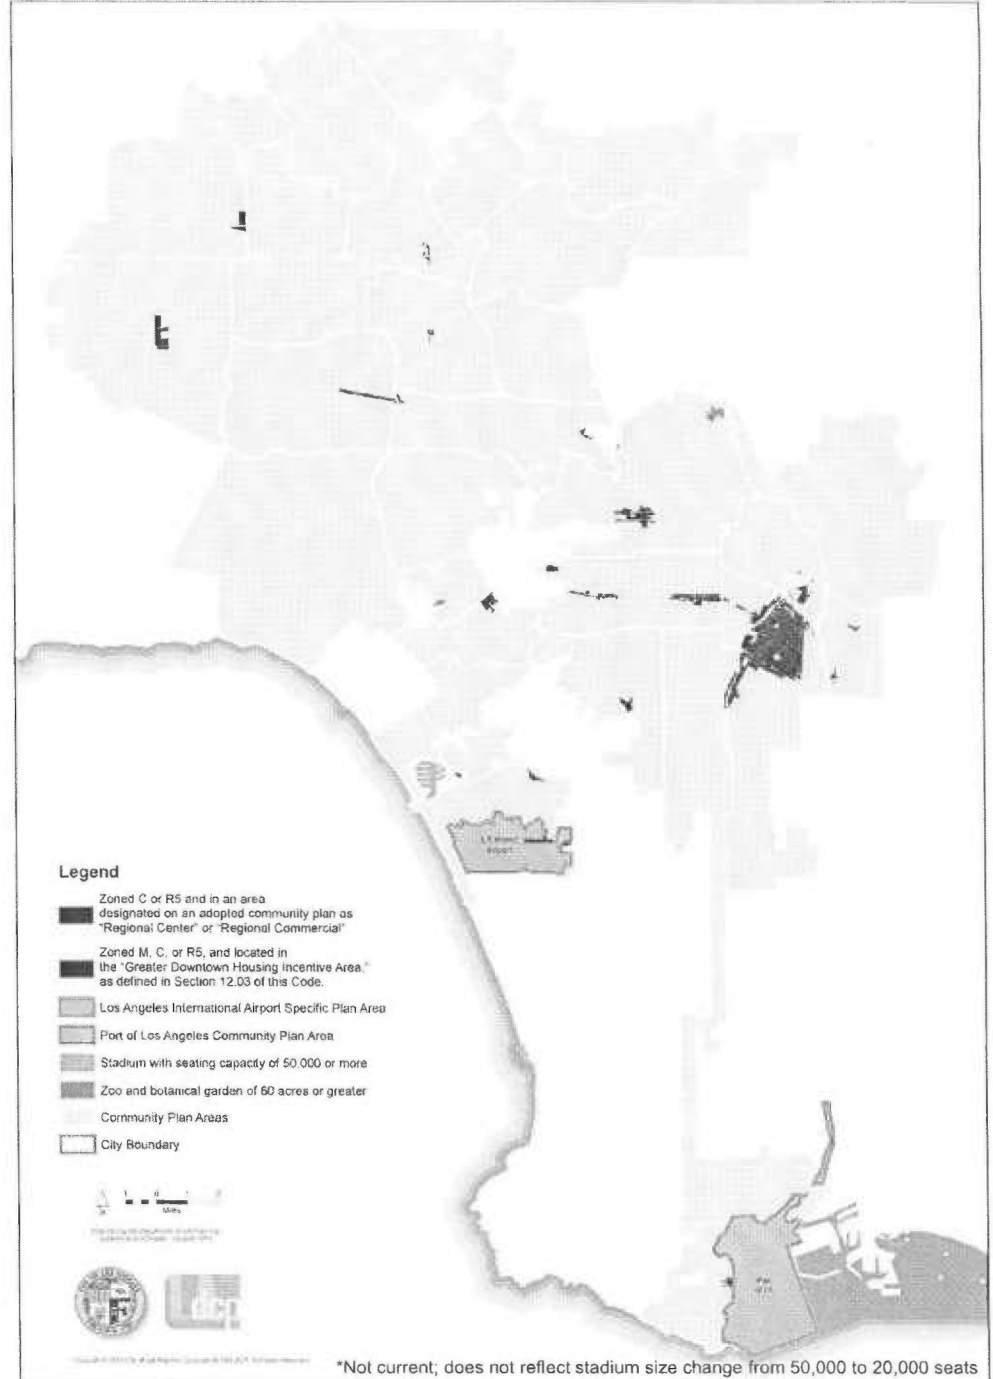 Legend
Zoned C or R5 and in an area
designated on an adopted community plan as
"Regional Center" or "Regional Commercial"
Zoned M, C, or R5, and located in
the "Greater Downtown Housing Incentive Area,"
as defined in Section 12.03 of this Code.
Los Angeles International Airport Specific Plan Area
Port of Los Angeles Community Plan Area
Stadium with seating capacity of 50,000 or more
Zoo and botanical garden of 60 acres or greater
Community Plan Areas
City Boundary
Miles
*Not current; does not reflect stadium size change from 50,000 to 20,000 seats